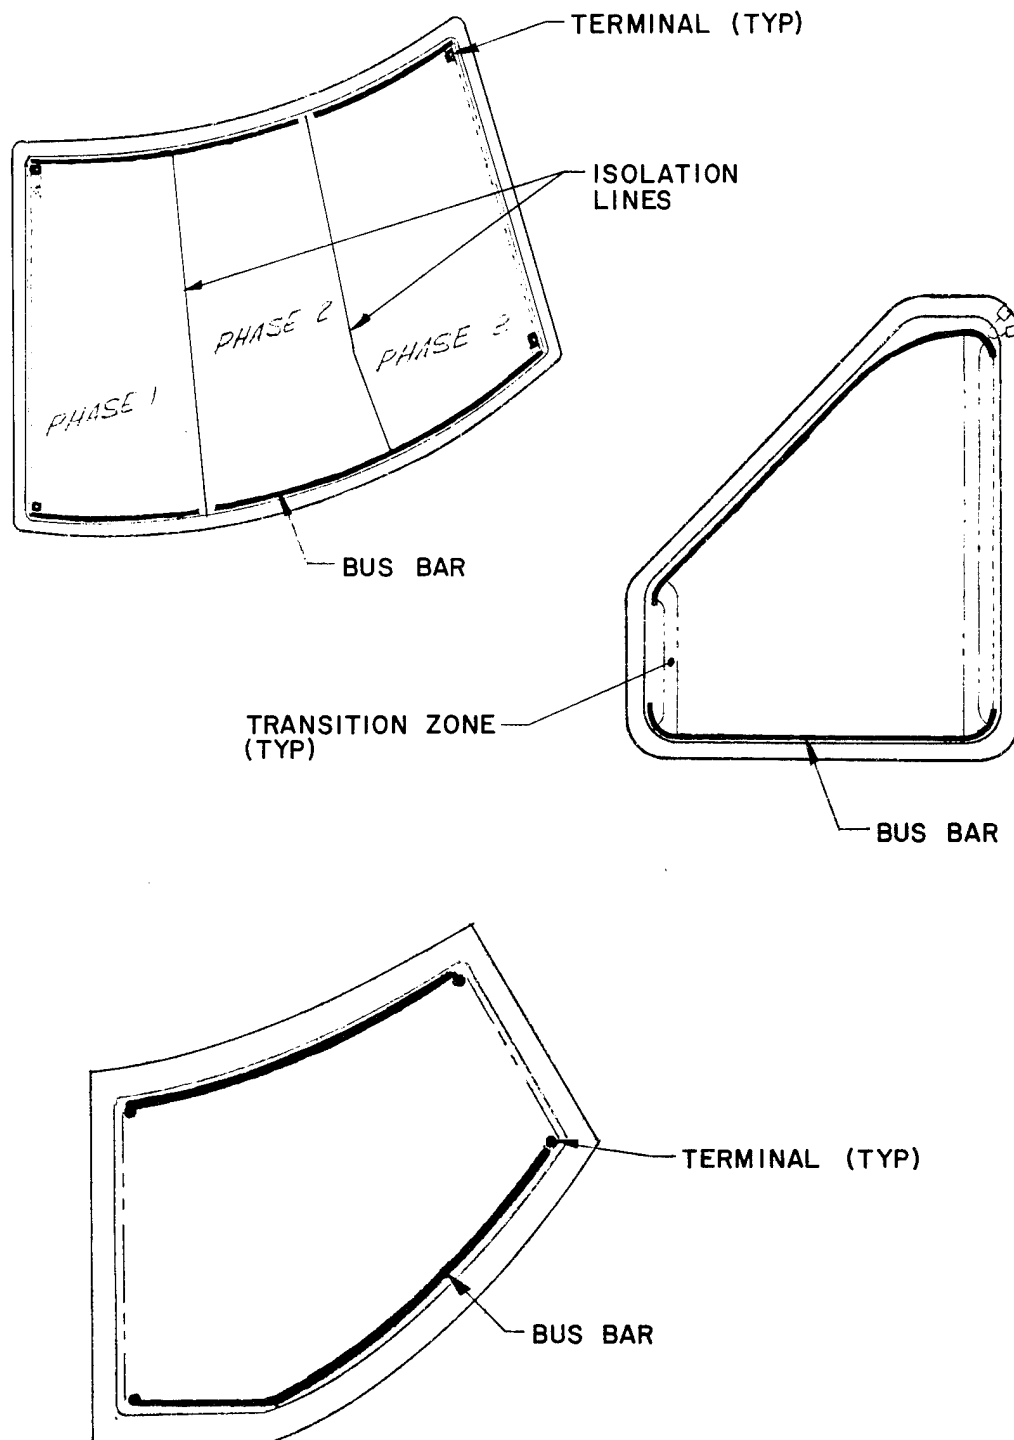 TERMINAL (TYP)
ISOLATION
LINES
PHASE 1
PHASE 2
PHASE
BUS BAR
TRANSITION ZONE
(TYP)
BUS BAR
TERMINAL (TYP)
BUS BAR